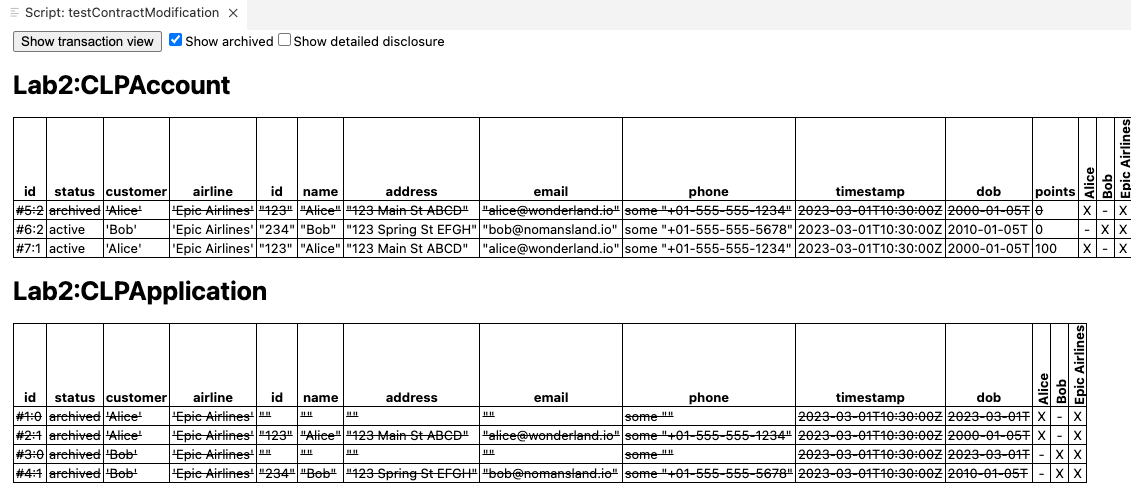 Script: testContractModification ×
Show transaction view Show archived Show detailed disclosure
Lab2:CLPAccount
id status customer airline id name address email phone timestamp dob points Alice Bob Epic Airlines
#5:2 archived 'Alice' 'Epic Airlines' "123" "Alice" "123 Main St ABCD" "alice@wonderland.io" some "+01-555-555-1234" 2023-03-01T10:30:00Z 2000-01-05T 0 X - X
#6:2 active 'Bob' 'Epic Airlines' "234" "Bob" "123 Spring St EFGH" "bob@nomansland.io" some "+01-555-555-5678" 2023-03-01T10:30:00Z 2010-01-05T 0 - X X
#7:1 active 'Alice' 'Epic Airlines' "123" "Alice" "123 Main St ABCD" "alice@wonderland.io" some "+01-555-555-1234" 2023-03-01T10:30:00Z 2000-01-05T 100 X - X
Lab2:CLPApplication
id status customer airline id name address email phone timestamp dob Alice Bob Epic Airlines
#1:0 archived 'Alice' 'Epic Airlines' "" "" "" "" some "" 2023-03-01T10:30:00Z 2023-03-01T X - X
#2:1 archived 'Alice' 'Epic Airlines' "123" "Alice" "123 Main St ABCD" "alice@wonderland.io" some "+01-555-555-1234" 2023-03-01T10:30:00Z 2000-01-05T X - X
#3:0 archived 'Bob' 'Epic Airlines' "" "" "" "" some "" 2023-03-01T10:30:00Z 2023-03-01T - X X
#4:1 archived 'Bob' 'Epic Airlines' "234" "Bob" "123 Spring St EFGH" "bob@nomansland.io" some "+01-555-555-5678" 2023-03-01T10:30:00Z 2010-01-05T - X X